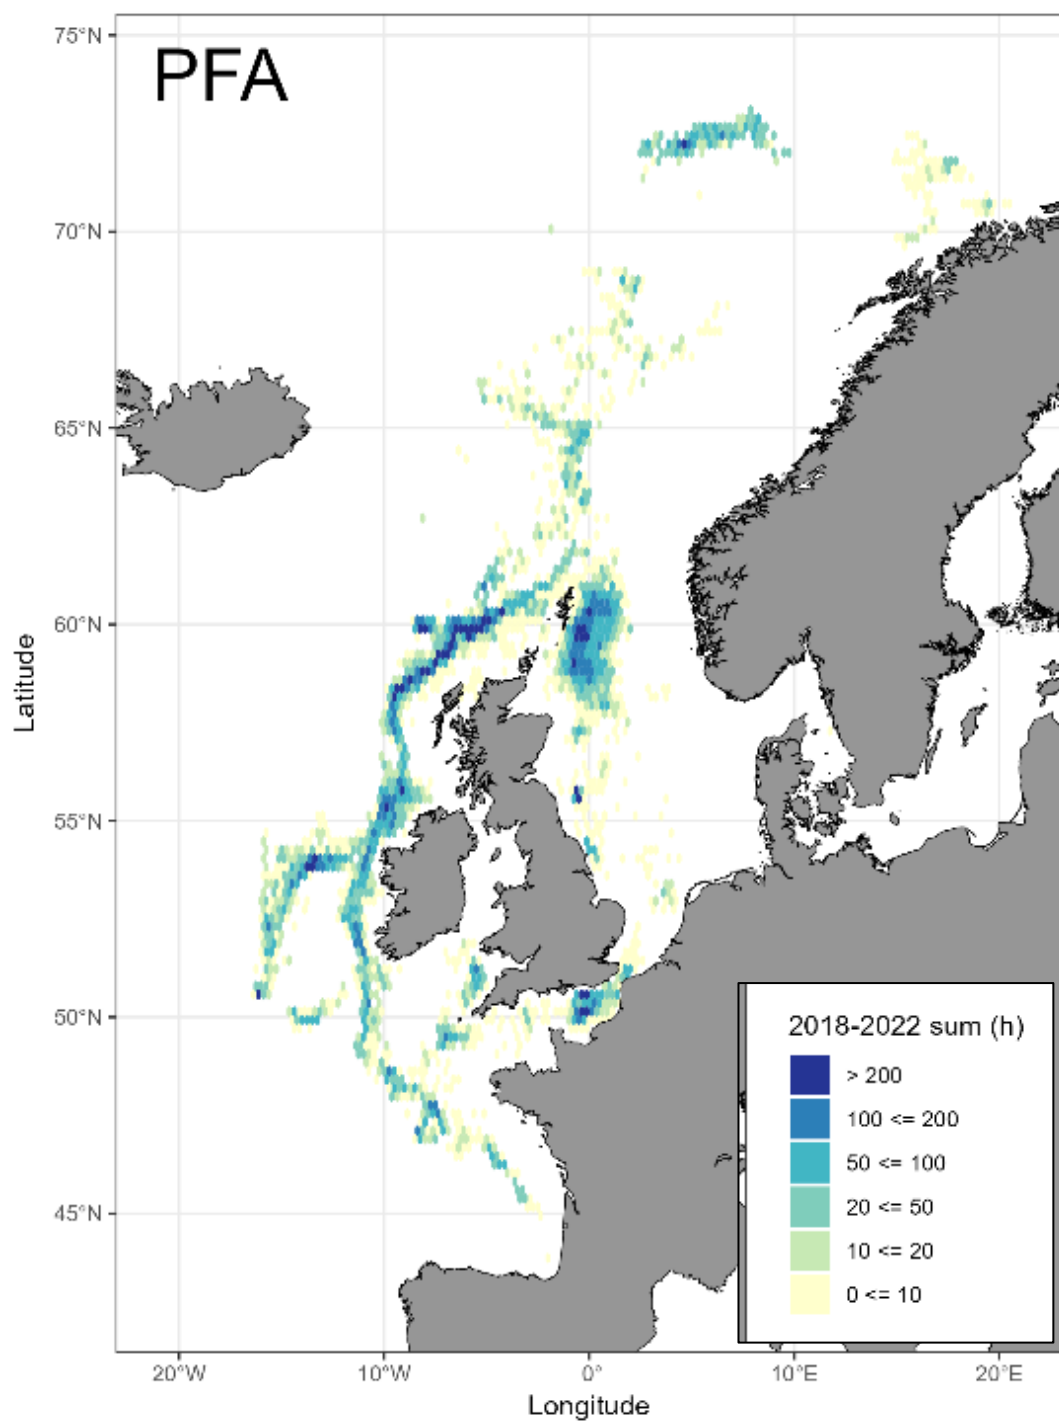 PFA
75°N
70°N
65°N
60°N
55°N
50°N
45°N
Latitude
20°W
10°W
0°
10°E
20°E
Longitude
2018-2022 sum (h)
> 200
100 <= 200
50 <= 100
20 <= 50
10 <= 20
0 <= 10